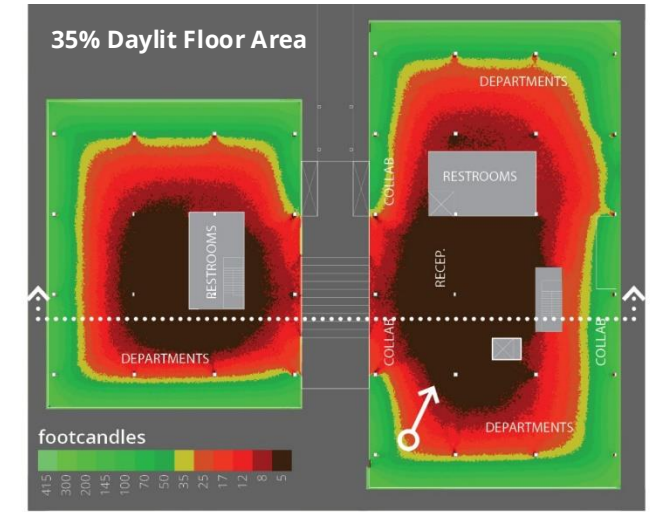 35% Daylit Floor Area
DEPARTMENTS
COLLAB
RESTROOMS
RESTROOMS
RECEP.
DEPARTMENTS
COLLAB
COLLAB
DEPARTMENTS
footcandles
415 300 200 145 100 70 50 35 25 17 12 8 5